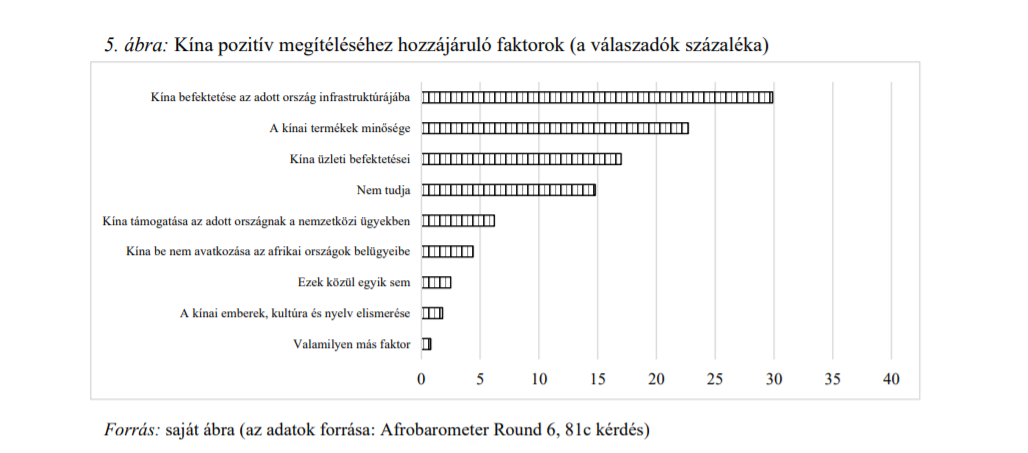 5. ábra: Kína pozitív megítéléséhez hozzájáruló faktorok (a válaszadók százaléka)
Kína befektetése az adott ország infrastruktúrájába
A kínai termékek minősége
Kína üzleti befektetései
Nem tudja
Kína támogatása az adott országnak a nemzetközi ügyekben
Kína be nem avatkozása az afrikai országok belügyeibe
Ezek közül egyik sem
A kínai emberek, kultúra és nyelv elismerése
Valamilyen más faktor
0 5 10 15 20 25 30 35 40
Forrás: saját ábra (az adatok forrása: Afrobarometer Round 6, 81c kérdés)